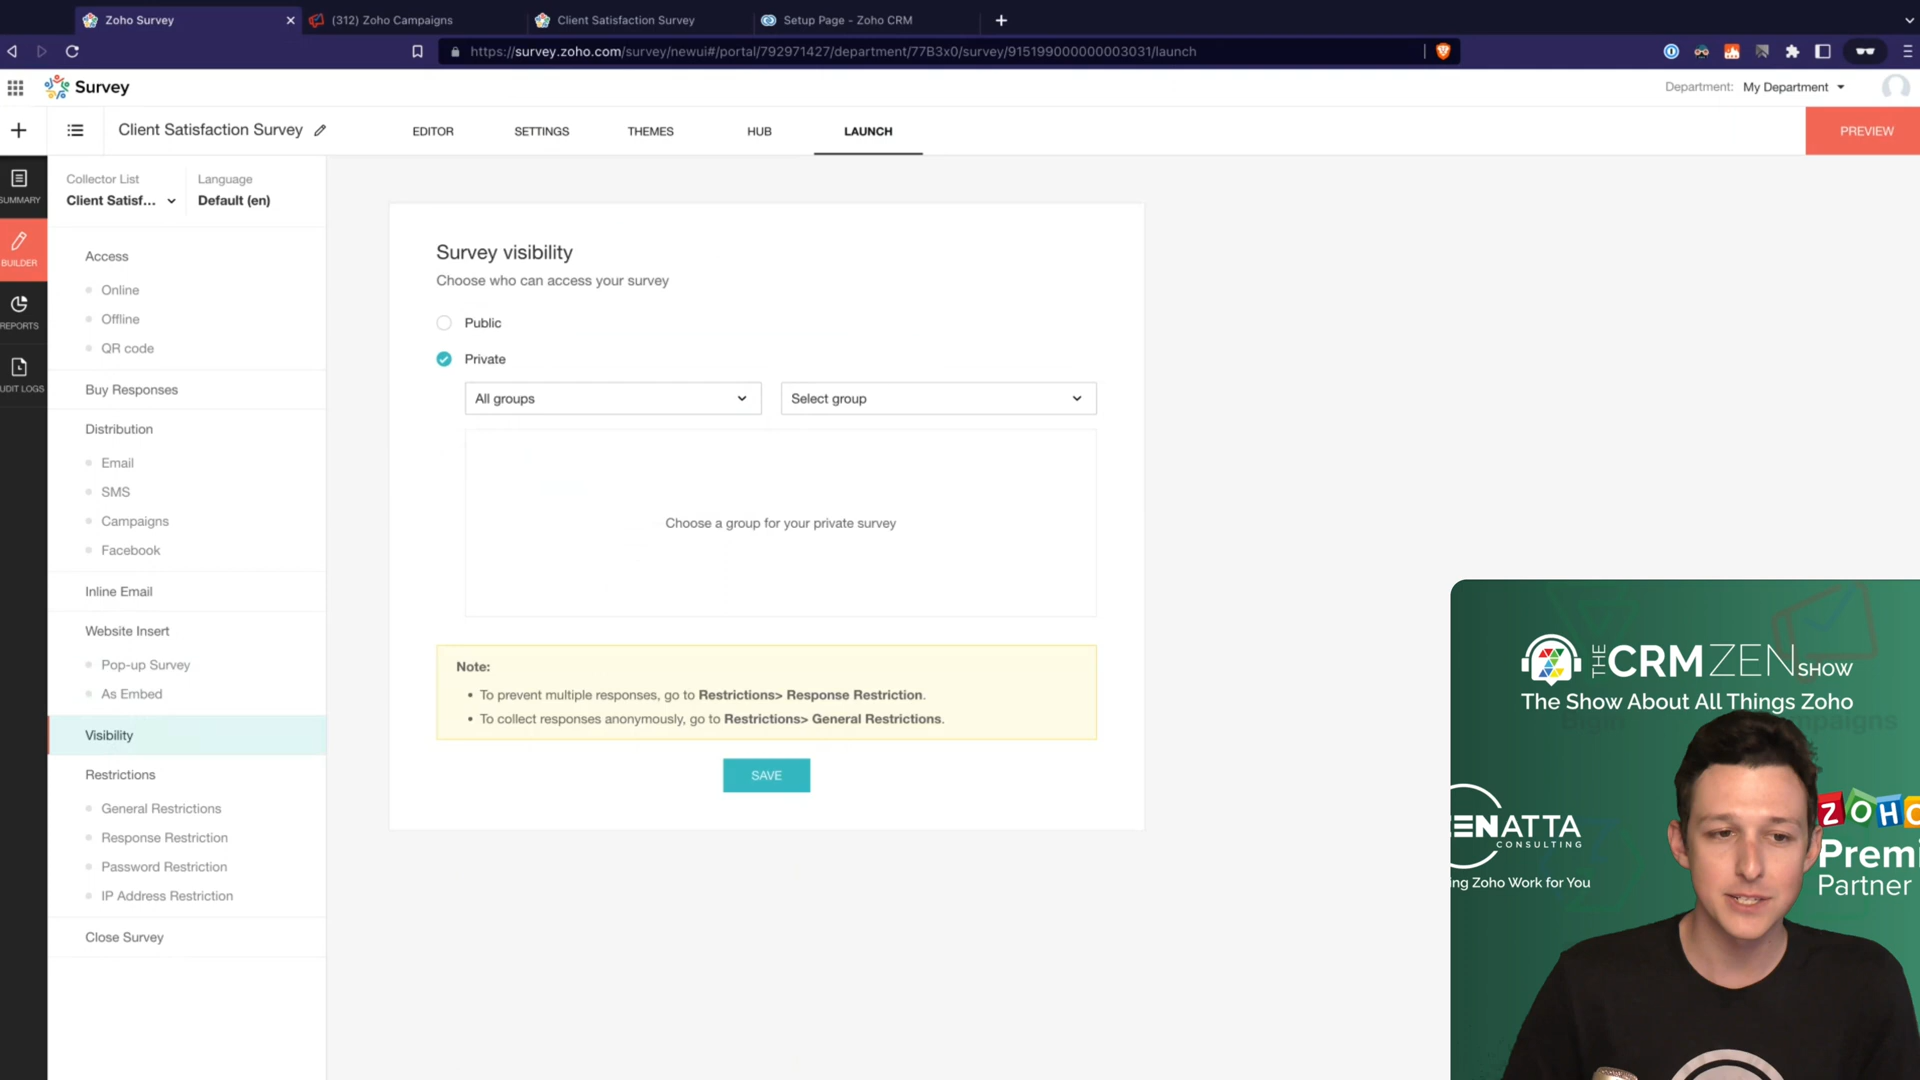 Zoho Survey
(312) Zoho Campaigns
Client Satisfaction Survey
Setup Page - Zoho CRM
https://survey.zoho.com/survey/newui#/portal/792971427/department/77B3x0/survey/915199000000003031/launch
Survey
Department: My Department
Client Satisfaction Survey
EDITOR
SETTINGS
THEMES
HUB
LAUNCH
PREVIEW
SUMMARY
BUILDER
REPORTS
UDIT LOGS
Collector List
Client Satisf...
Language
Default (en)
Access
Online
Offline
QR code
Buy Responses
Distribution
Email
SMS
Campaigns
Facebook
Inline Email
Website Insert
Pop-up Survey
As Embed
Visibility
Restrictions
General Restrictions
Response Restriction
Password Restriction
IP Address Restriction
Close Survey
Survey visibility
Choose who can access your survey
Public
Private
All groups
Select group
Choose a group for your private survey
Note:
• To prevent multiple responses, go to Restrictions> Response Restriction.
• To collect responses anonymously, go to Restrictions> General Restrictions.
SAVE
THE CRMZEN SHOW
The Show About All Things Zoho
ZENATTA
CONSULTING
ing Zoho Work for You
ZOHO
Premi
Partner